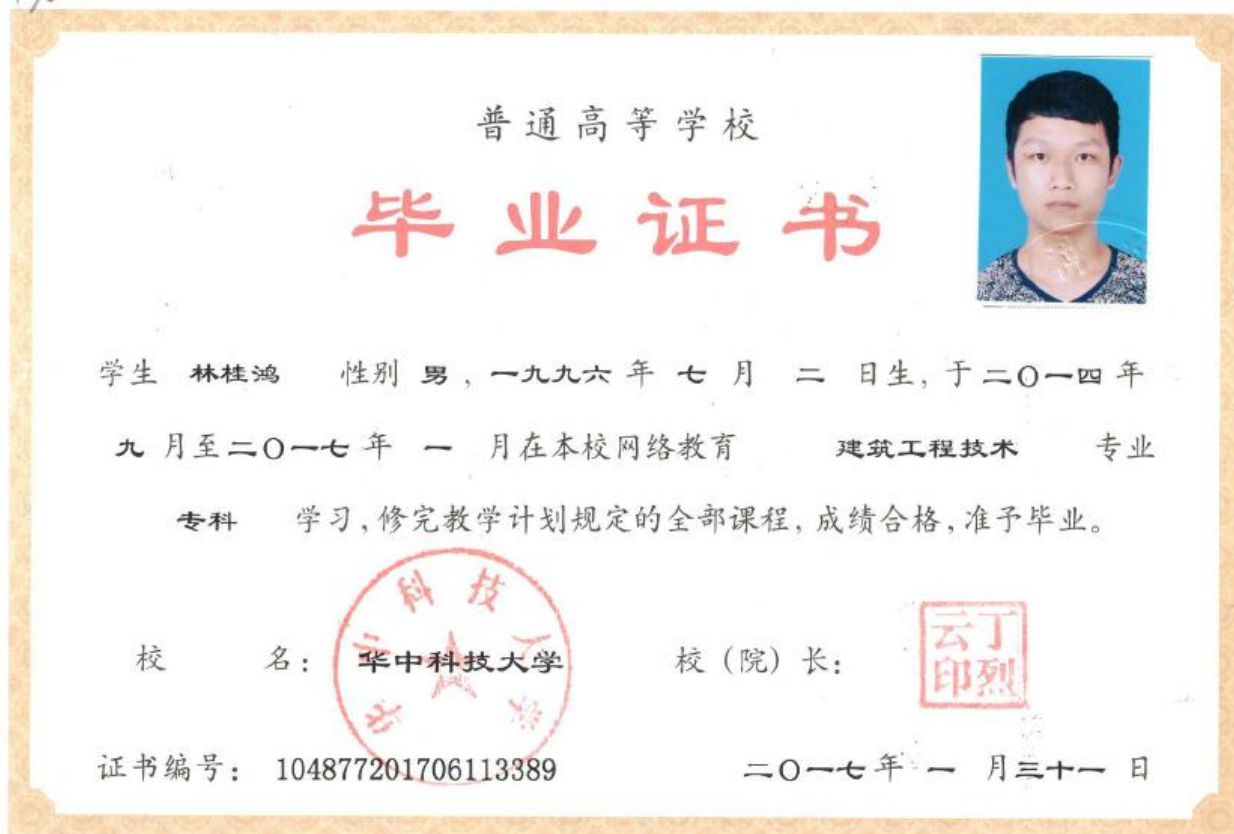 普通高等学校
毕业证书
学生 林桂鸿 性别 男，一九九六 年 七 月 二 日生，于二〇一四 年
九 月至二〇一七 年 一 月在本校网络教育 建筑工程技术 专业
专科 学习，修完教学计划规定的全部课程，成绩合格，准予毕业。
校 名： 华中科技大学 校（院）长：
华中科技大学
丁烈云印
证书编号： 104877201706113389 二〇一七 年 一 月三十一 日